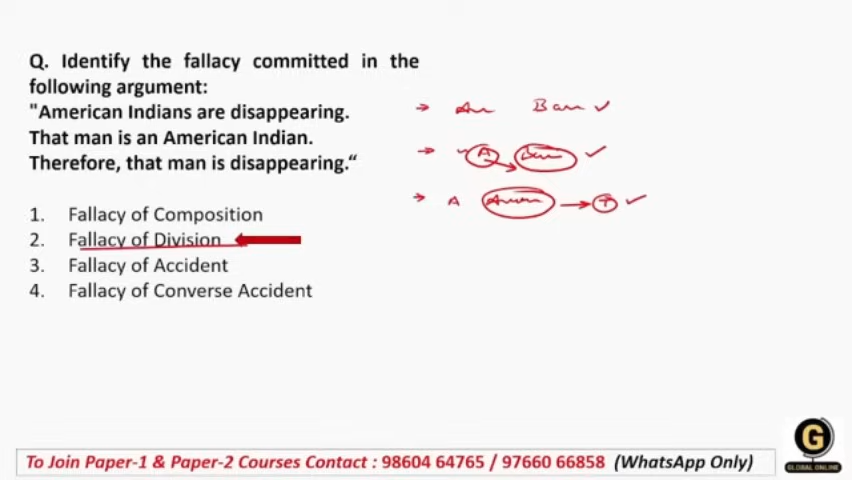 Q. Identify the fallacy committed in the
following argument:
"American Indians are disappearing.
That man is an American Indian.
Therefore, that man is disappearing.“
1. Fallacy of Composition
2. Fallacy of Division
3. Fallacy of Accident
4. Fallacy of Converse Accident
A
A
T
G
GLOBAL ONLINE
To Join Paper-1 & Paper-2 Courses Contact : 98604 64765 / 97660 66858 (WhatsApp Only)